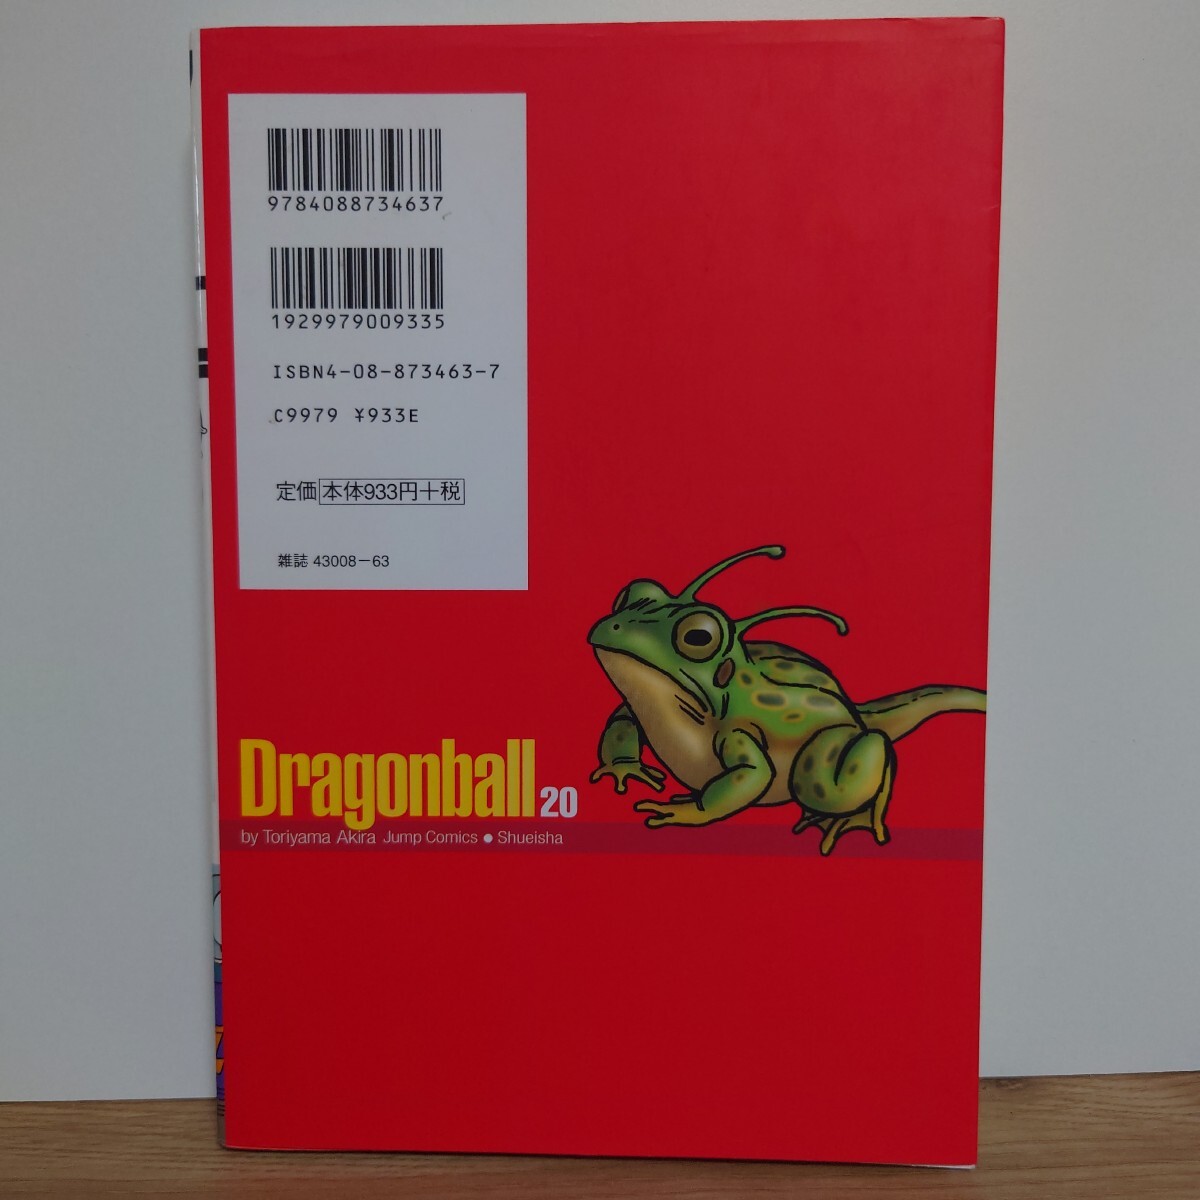 9784088734637
1929979009335
ISBN4-08-873463-7
C9979 ¥933E
定価 本体933円+税
雑誌 43008-63
Dragonball 20
by Toriyama Akira Jump Comics ● Shueisha